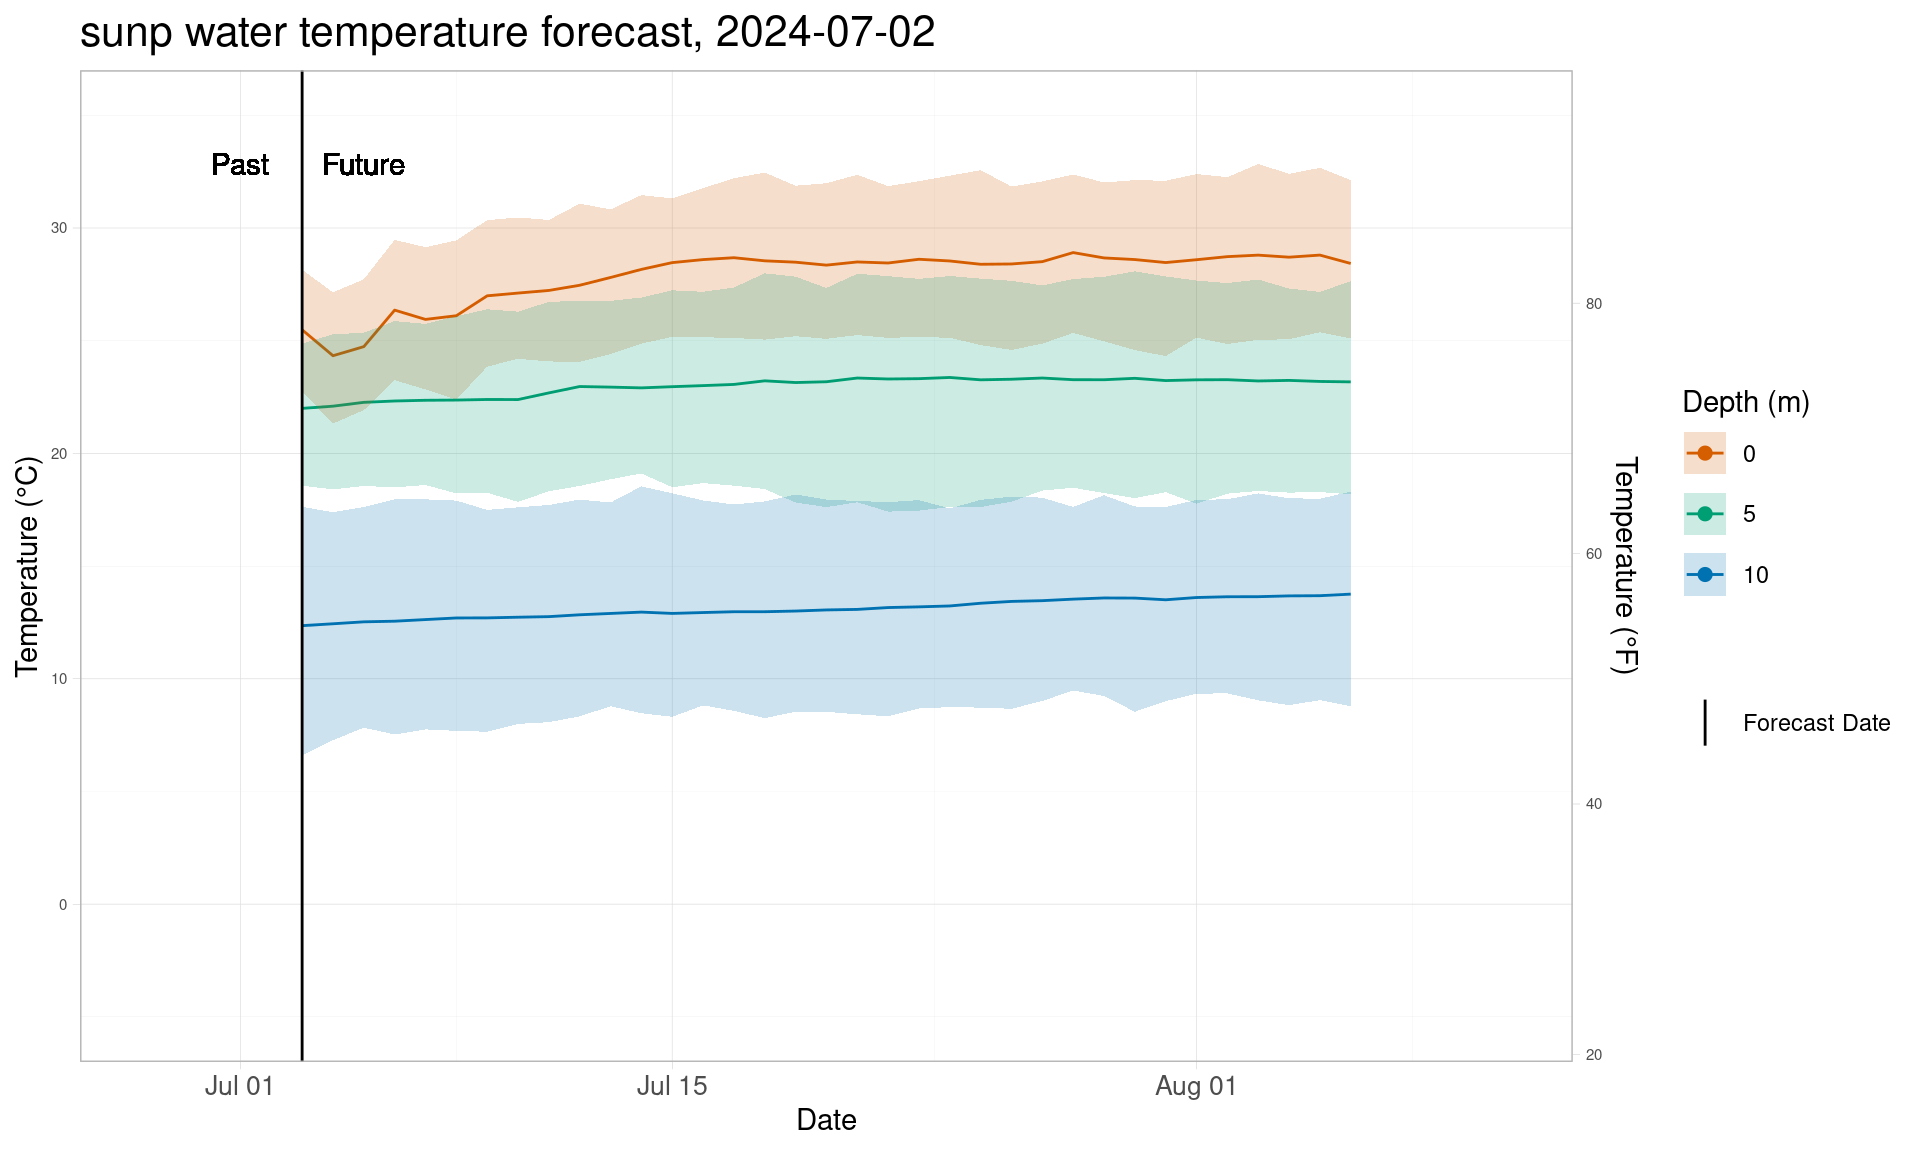 sunp water temperature forecast, 2024-07-02
Past
Future
30
20
10
0
Temperature (°C)
80
60
40
20
Temperature (°F)
Jul 01
Jul 15
Aug 01
Date
Depth (m)
0
5
10
Forecast Date